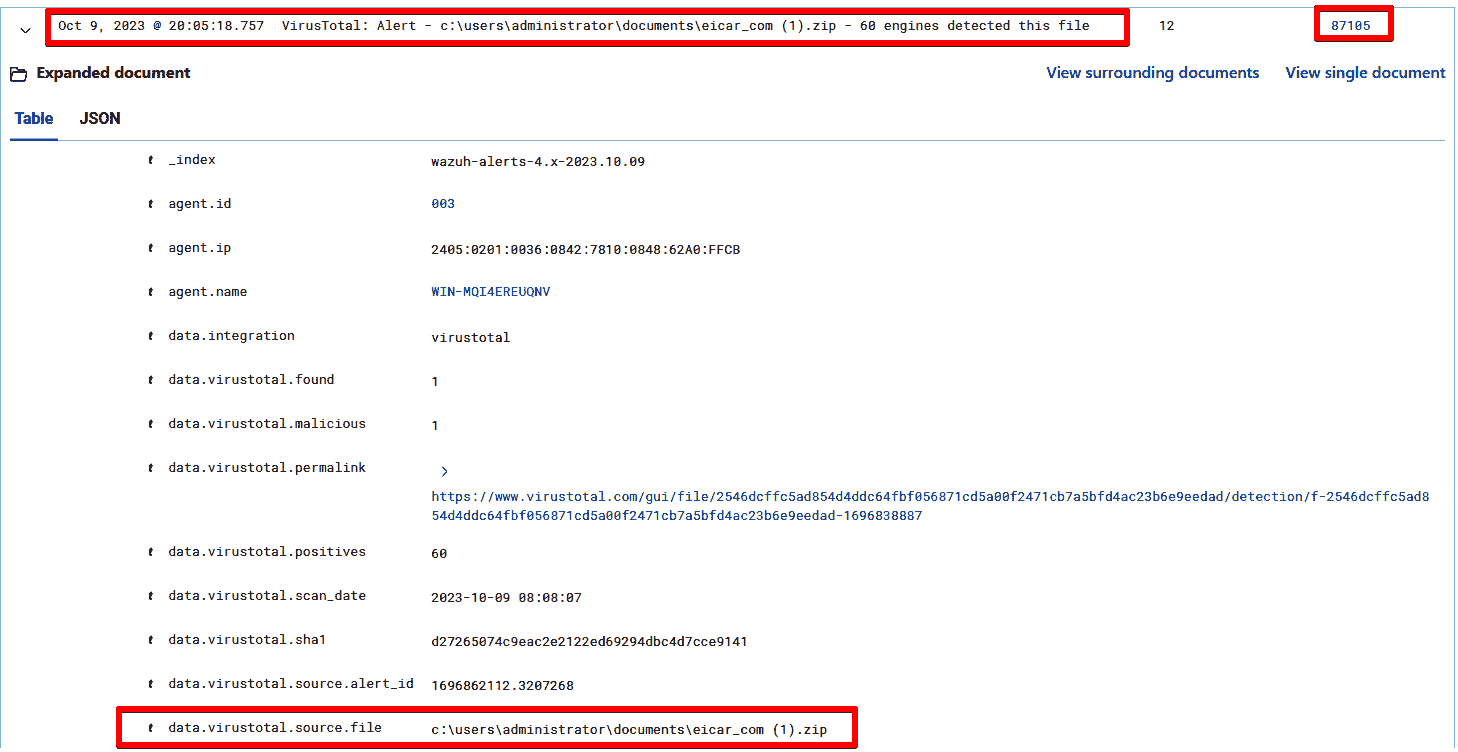 Oct 9, 2023 @ 20:05:18.757 VirusTotal: Alert - c:\users\administrator\documents\eicar_com (1).zip - 60 engines detected this file 12 87105
Expanded document View surrounding documents View single document
Table JSON
t _index wazuh-alerts-4.x-2023.10.09
t agent.id 003
t agent.ip 2405:0201:0036:0842:7810:0848:62A0:FFCB
t agent.name WIN-MQI4EREUQNV
t data.integration virustotal
t data.virustotal.found 1
t data.virustotal.malicious 1
t data.virustotal.permalink
https://www.virustotal.com/gui/file/2546dcffc5ad854d4ddc64fbf056871cd5a00f2471cb7a5bfd4ac23b6e9eedad/detection/f-2546dcffc5ad8
54d4ddc64fbf056871cd5a00f2471cb7a5bfd4ac23b6e9eedad-1696838887
t data.virustotal.positives 60
t data.virustotal.scan_date 2023-10-09 08:08:07
t data.virustotal.sha1 d27265074c9eac2e2122ed69294dbc4d7cce9141
t data.virustotal.source.alert_id 1696862112.3207268
t data.virustotal.source.file c:\users\administrator\documents\eicar_com (1).zip